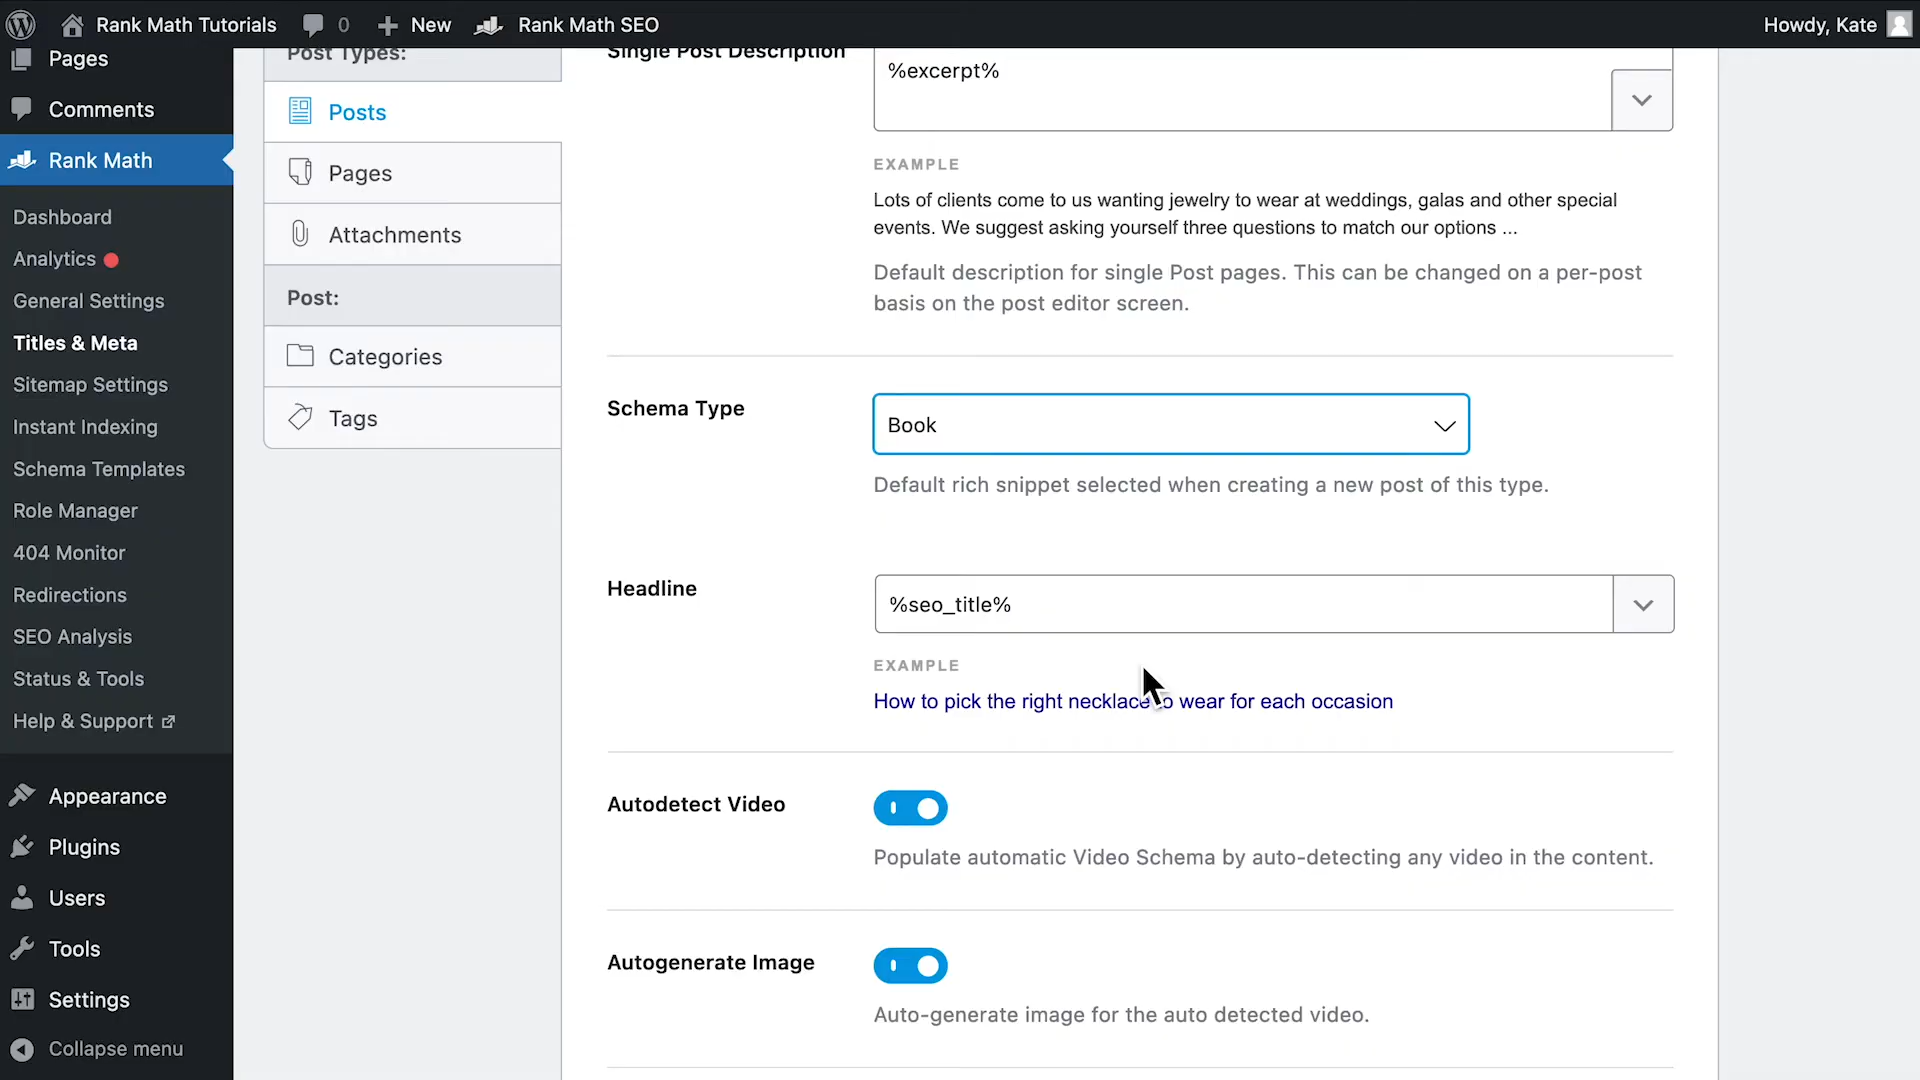 Rank Math Tutorials
0
New
Rank Math SEO
Howdy, Kate
Pages
Comments
Rank Math
Dashboard
Analytics
General Settings
Titles & Meta
Sitemap Settings
Instant Indexing
Schema Templates
Role Manager
404 Monitor
Redirections
SEO Analysis
Status & Tools
Help & Support
Appearance
Plugins
Users
Tools
Settings
Collapse menu
Post Types:
Posts
Pages
Attachments
Post:
Categories
Tags
Single Post Description
%excerpt%
EXAMPLE
Lots of clients come to us wanting jewelry to wear at weddings, galas and other special
events. We suggest asking yourself three questions to match our options ...
Default description for single Post pages. This can be changed on a per-post
basis on the post editor screen.
Schema Type
Book
Default rich snippet selected when creating a new post of this type.
Headline
%seo_title%
EXAMPLE
How to pick the right necklace to wear for each occasion
Autodetect Video
Populate automatic Video Schema by auto-detecting any video in the content.
Autogenerate Image
Auto-generate image for the auto detected video.